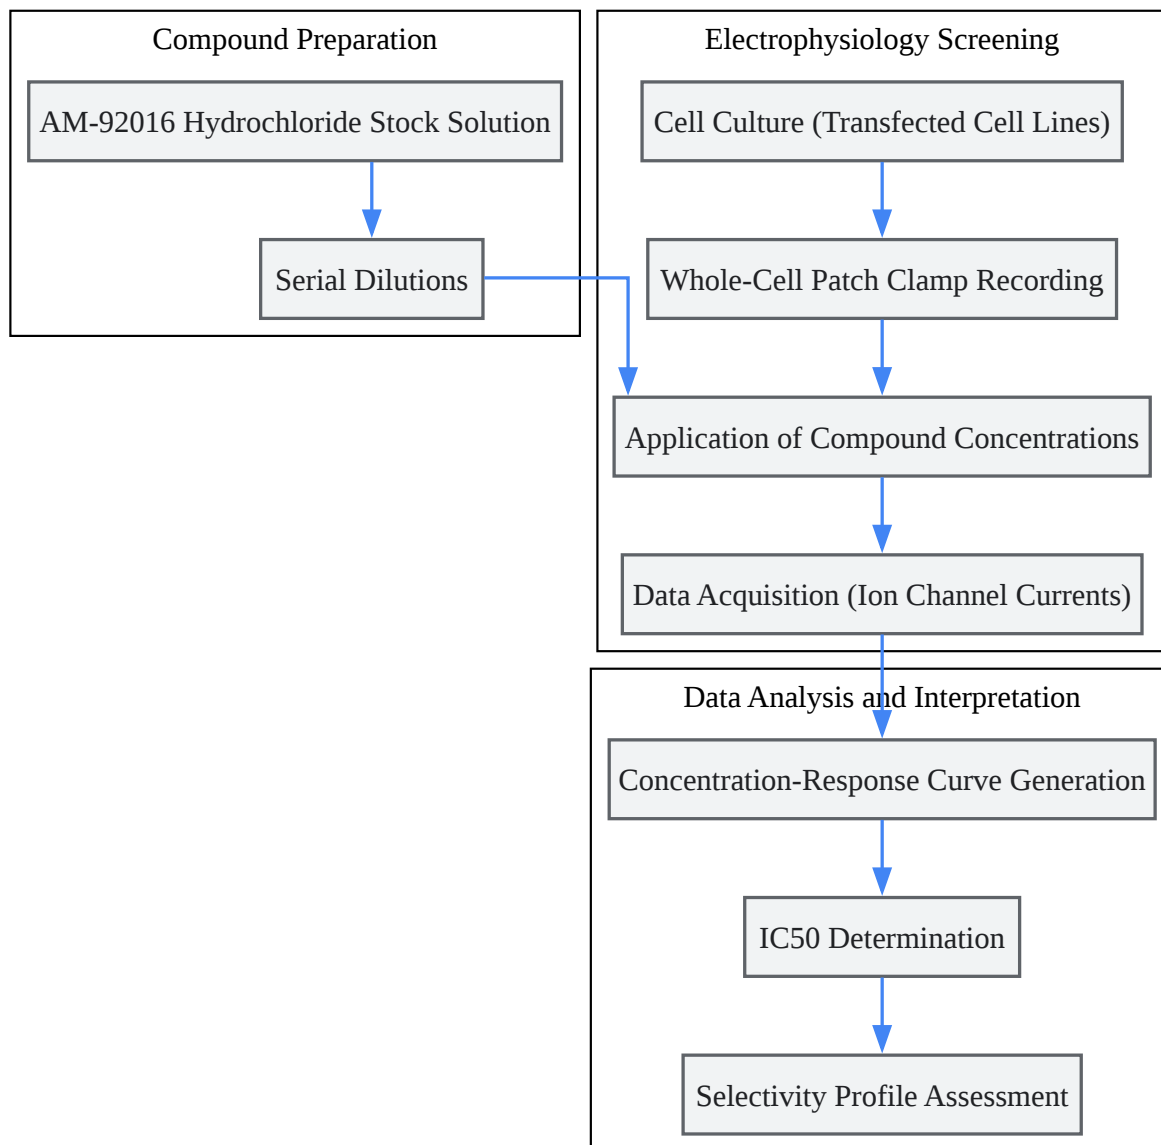 Compound Preparation
AM-92016 Hydrochloride Stock Solution
Serial Dilutions
Electrophysiology Screening
Cell Culture (Transfected Cell Lines)
Whole-Cell Patch Clamp Recording
Application of Compound Concentrations
Data Acquisition (Ion Channel Currents)
Data Analysis and Interpretation
Concentration-Response Curve Generation
IC50 Determination
Selectivity Profile Assessment